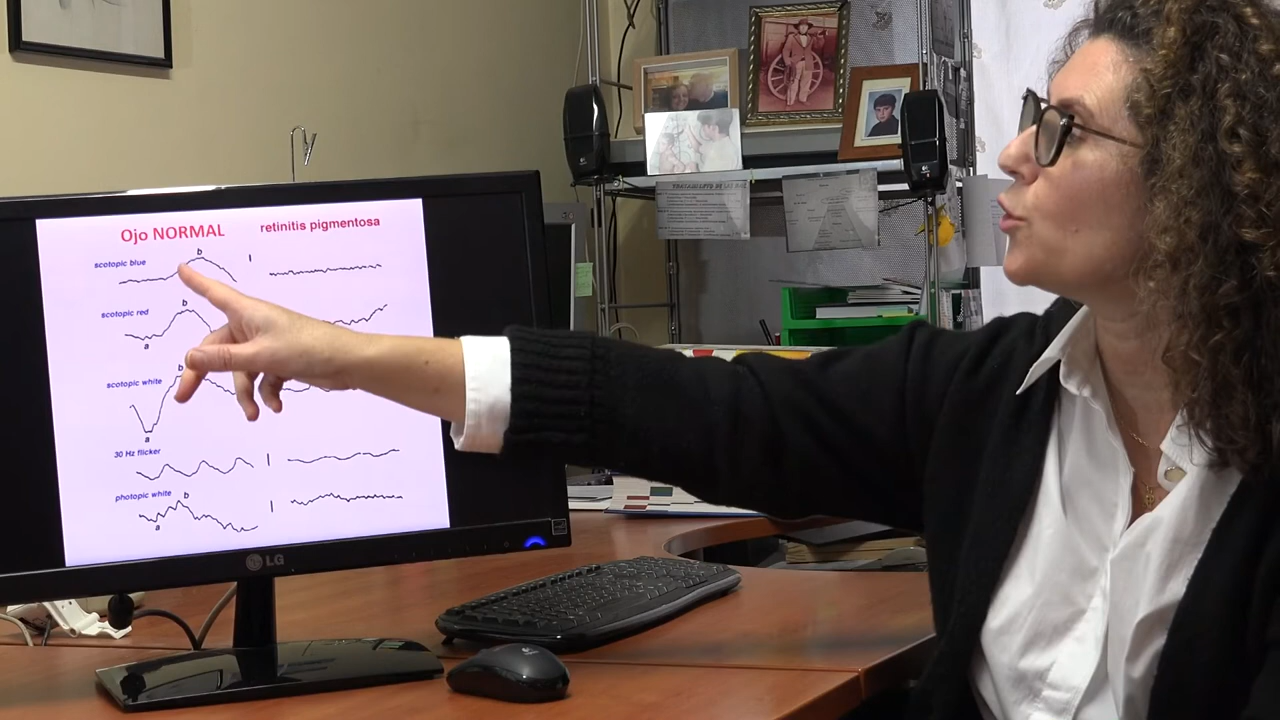 Ojo NORMAL
retinitis pigmentosa
scotopic blue
b
scotopic red
b
a
scotopic white
b
a
30 Hz flicker
photopic white
b
a
LG